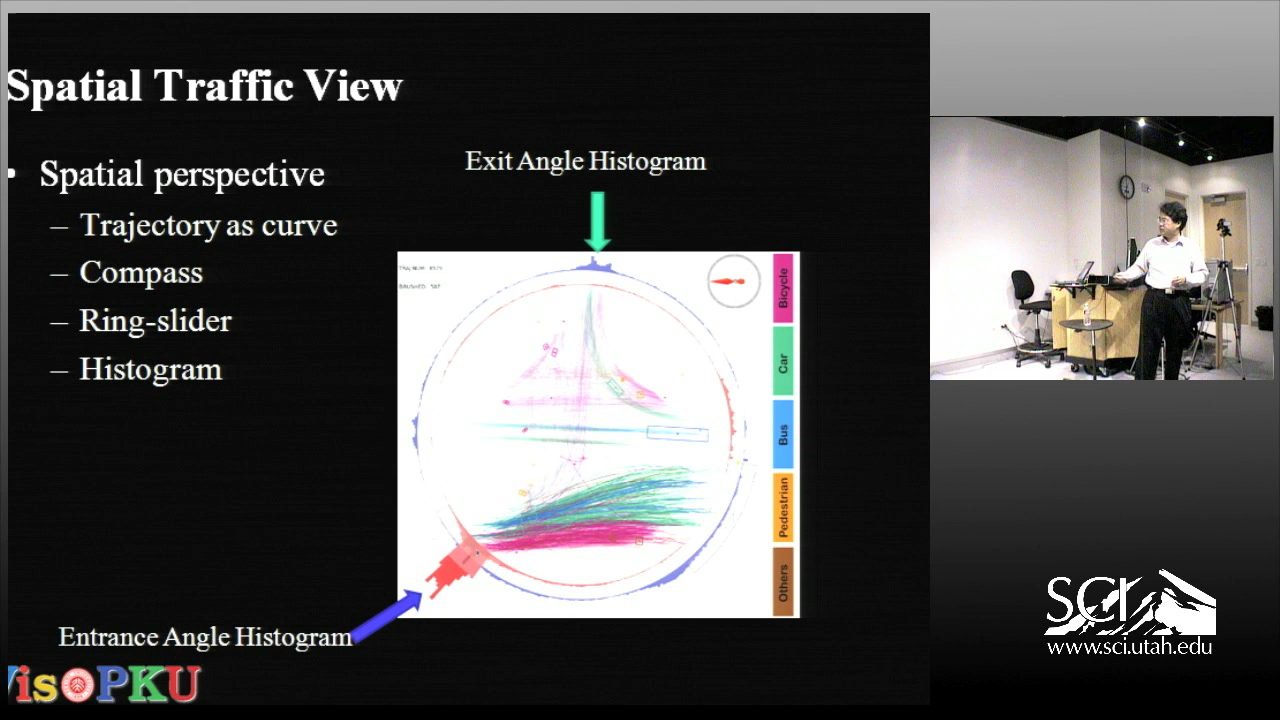 Spatial Traffic View
• Spatial perspective
– Trajectory as curve
– Compass
– Ring-slider
– Histogram
Exit Angle Histogram
Bicycle
Car
Bus
Pedestrian
Others
Entrance Angle Histogram
VisPKU
SCI
www.sci.utah.edu